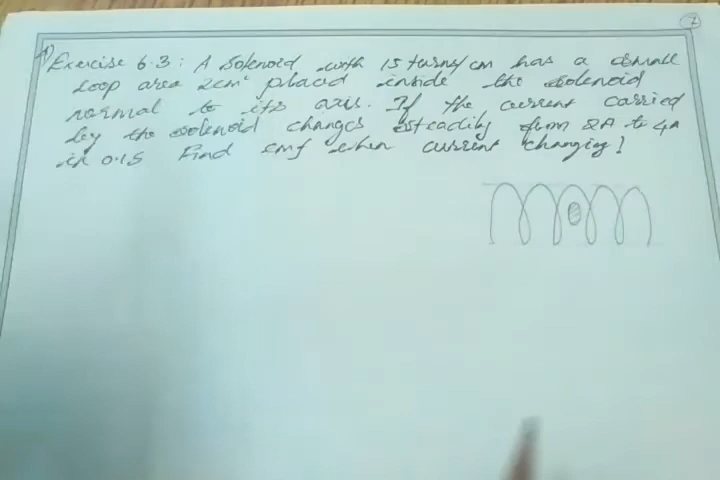 1
Exercise 6.3: A Solenoid with 15 turns/cm has a small
loop area 2cm² placed inside the solenoid
normal to its axis. If the current carried
by the solenoid changes steadily from 2A to 4A
in 0.1S Find emf when current changing?